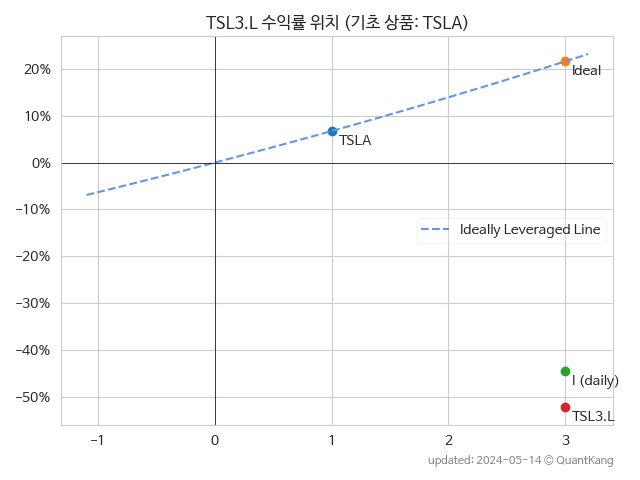 TSL3.L 수익률 위치 (기초 상품: TSLA)
20%
Ideal
10%
TSLA
0%
−10%
Ideally Leveraged Line
−20%
−30%
−40%
I (daily)
−50%
TSL3.L
−1
0
1
2
3
updated: 2024-05-14 © QuantKang